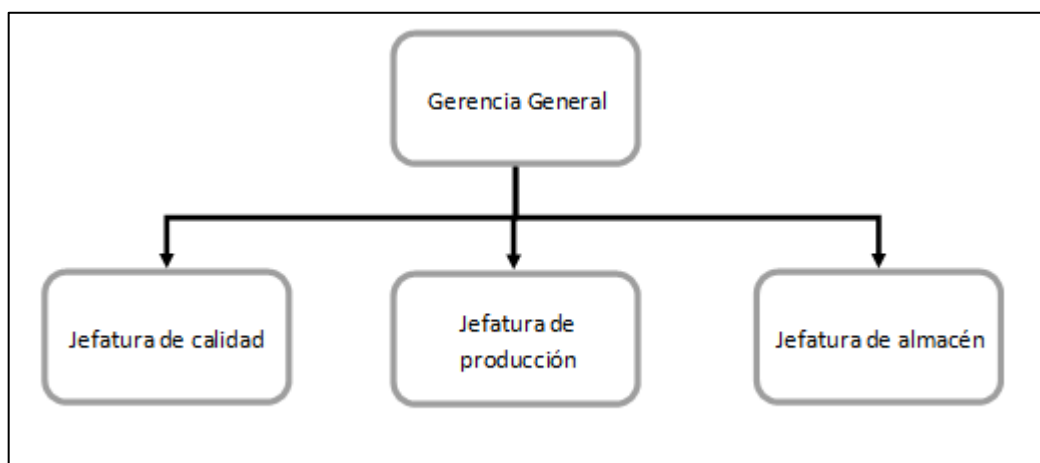 Gerencia General
Jefatura de calidad
Jefatura de
producción
Jefatura de almacén